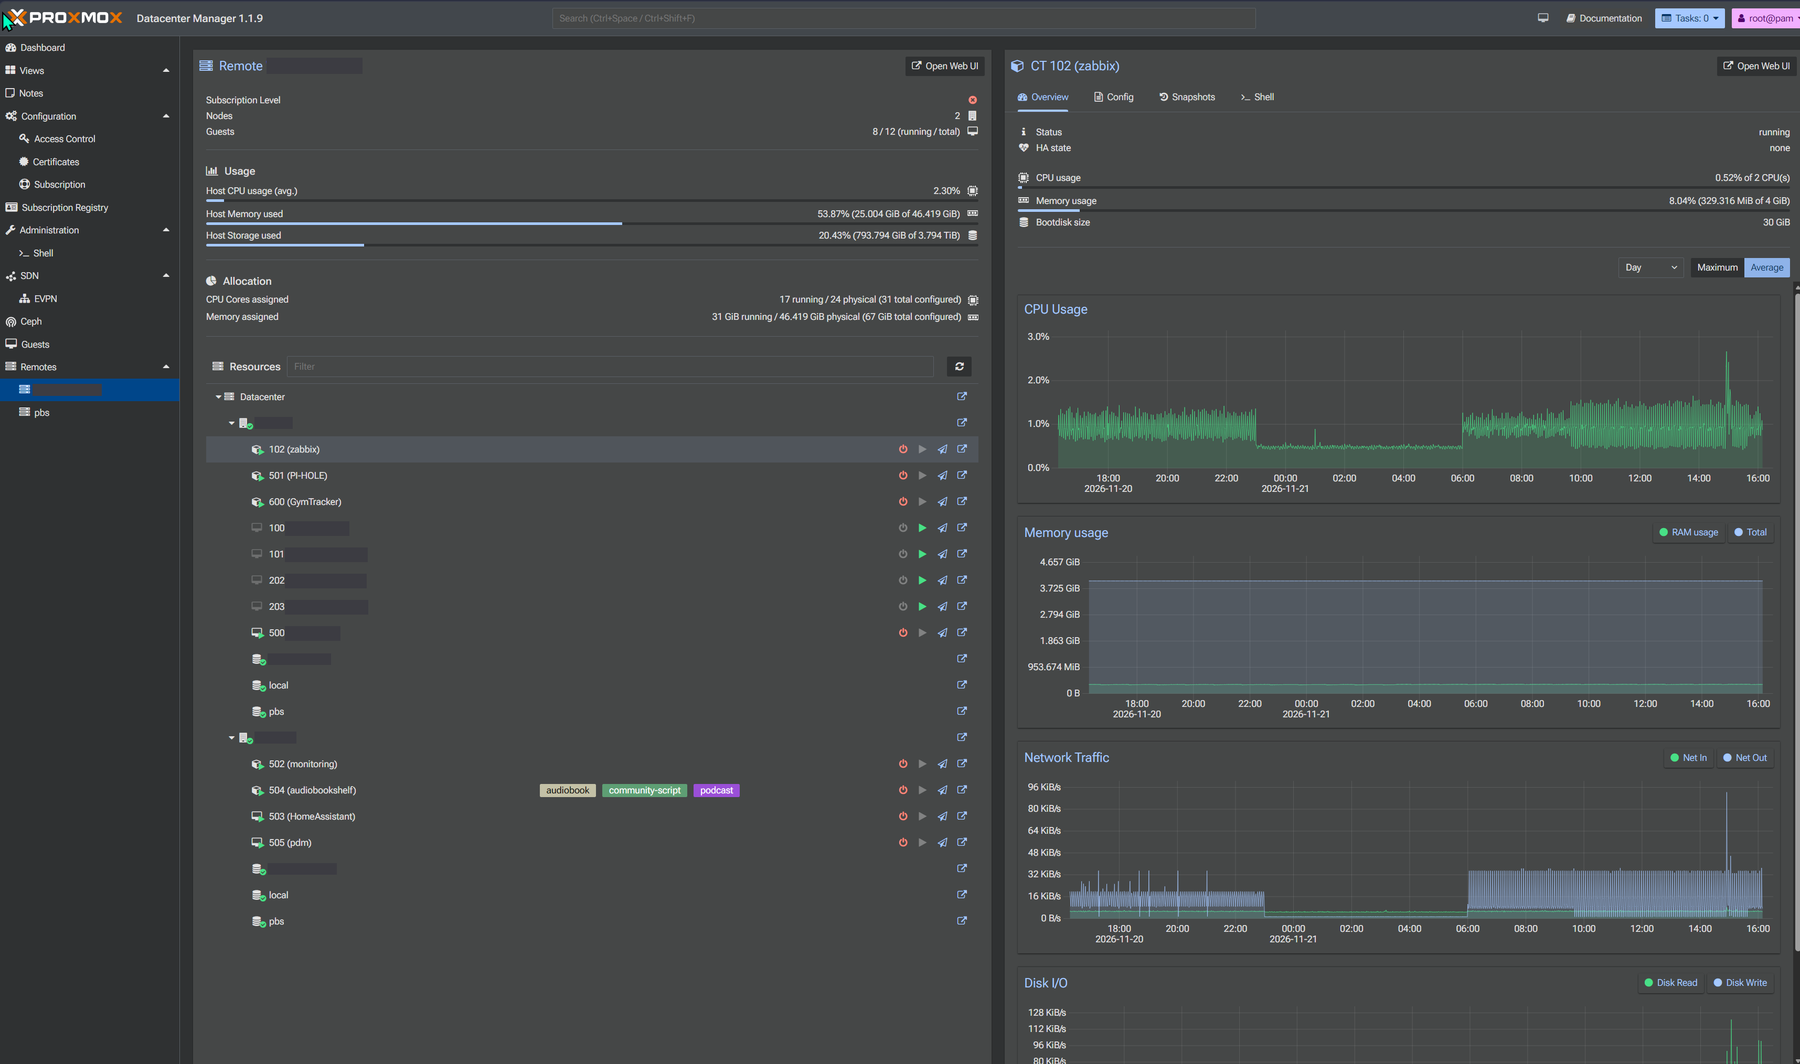 PROXMOX Datacenter Manager 1.1.9
Search (Ctrl+Space / Ctrl+Shift+F)
Documentation
Tasks: 0
root@pam
Dashboard
Views
Notes
Configuration
Access Control
Certificates
Subscription
Subscription Registry
Administration
Shell
SDN
EVPN
Ceph
Guests
Remotes
pbs
Remote
Open Web UI
Subscription Level
Nodes 2
Guests 8 / 12 (running / total)
Usage
Host CPU usage (avg.) 2.30%
Host Memory used 53.87% (25.004 GiB of 46.419 GiB)
Host Storage used 20.43% (793.794 GiB of 3.794 TiB)
Allocation
CPU Cores assigned 17 running / 24 physical (31 total configured)
Memory assigned 31 GiB running / 46.419 GiB physical (67 GiB total configured)
Resources Filter
Datacenter
102 (zabbix)
501 (PI-HOLE)
600 (GymTracker)
100
101
202
203
500
local
pbs
502 (monitoring)
504 (audiobookshelf) audiobook community-script podcast
503 (HomeAssistant)
505 (pdm)
local
pbs
CT 102 (zabbix)
Open Web UI
Overview Config Snapshots >_ Shell
Status running
HA state none
CPU usage 0.52% of 2 CPU(s)
Memory usage 8.04% (329.316 MiB of 4 GiB)
Bootdisk size 30 GiB
Day Maximum Average
CPU Usage
3.0%
2.0%
1.0%
0.0%
18:00 20:00 22:00 00:00 02:00 04:00 06:00 08:00 10:00 12:00 14:00 16:00
2026-11-20 2026-11-21
Memory usage RAM usage Total
4.657 GiB
3.725 GiB
2.794 GiB
1.863 GiB
953.674 MiB
0 B
18:00 20:00 22:00 00:00 02:00 04:00 06:00 08:00 10:00 12:00 14:00 16:00
2026-11-20 2026-11-21
Network Traffic Net In Net Out
96 KiB/s
80 KiB/s
64 KiB/s
48 KiB/s
32 KiB/s
16 KiB/s
0 B/s
18:00 20:00 22:00 00:00 02:00 04:00 06:00 08:00 10:00 12:00 14:00 16:00
2026-11-20 2026-11-21
Disk I/O Disk Read Disk Write
128 KiB/s
112 KiB/s
96 KiB/s
80 KiB/s